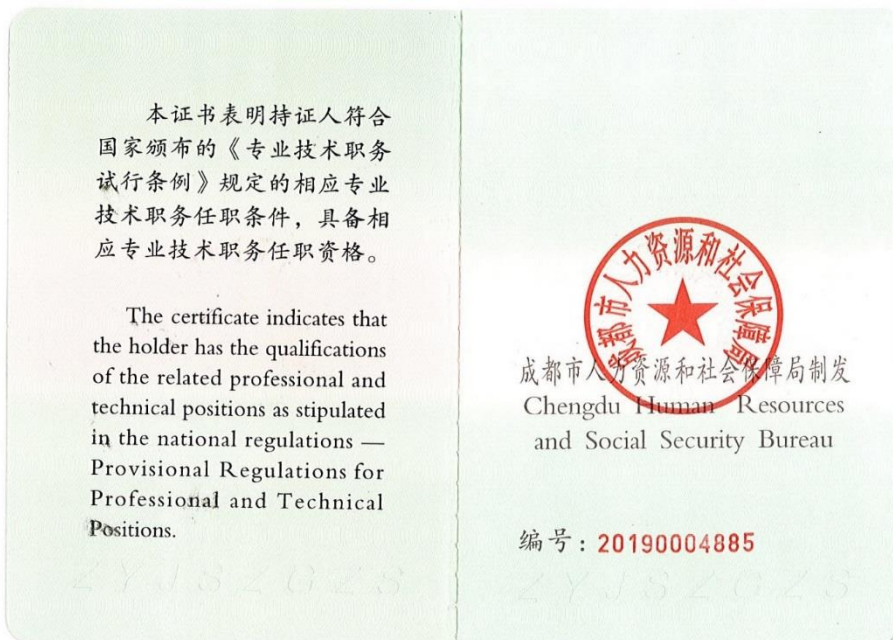 本证书表明持证人符合
国家颁布的《专业技术职务
试行条例》规定的相应专业
技术职务任职条件，具备相
应专业技术职务任职资格。
The certificate indicates that
the holder has the qualifications
of the related professional and
technical positions as stipulated
in the national regulations —
Provisional Regulations for
Professional and Technical
Positions.
ZYJSZGZS
成都市人力资源和社会保障局
成都市人力资源和社会保障局制发
Chengdu Human Resources
and Social Security Bureau
编号：20190004885
ZYJSZGZS